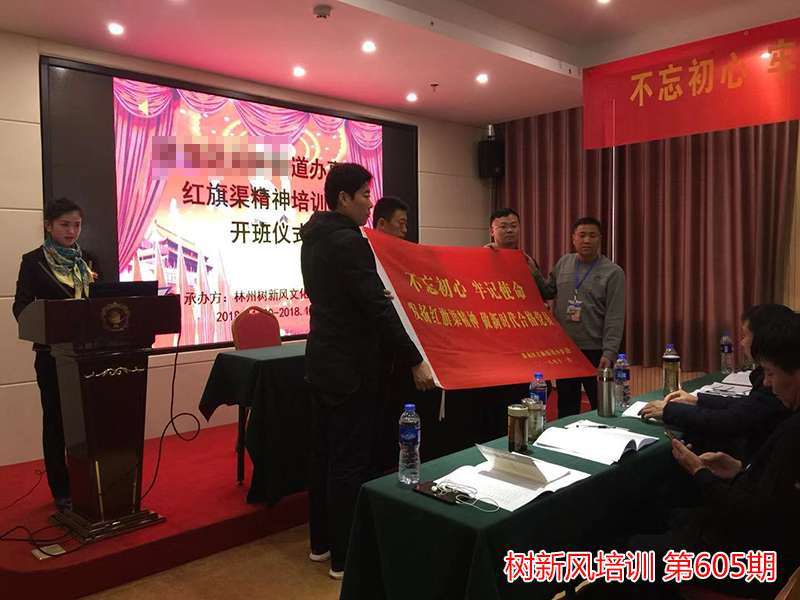 不忘初心 牢
道办
红旗渠精神培训
开班仪式
承办方：林州树新风文化
不忘初心 牢记使命
发扬红旗渠精神 做新时代合格党员
树新风培训 第605期